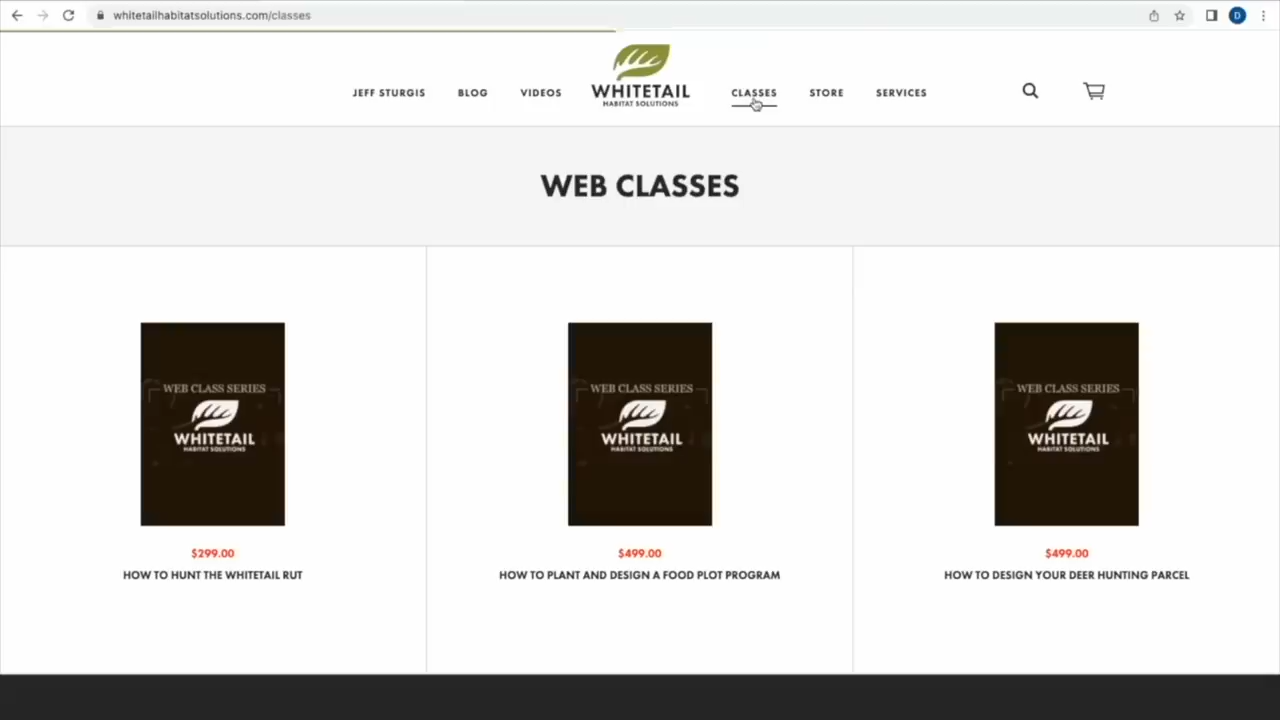 whitetailhabitatsolutions.com/classes
D
JEFF STURGIS BLOG VIDEOS WHITETAIL CLASSES STORE SERVICES
HABITAT SOLUTIONS
WEB CLASSES
WEB CLASS SERIES WEB CLASS SERIES WEB CLASS SERIES
WHITETAIL WHITETAIL WHITETAIL
HABITAT SOLUTIONS HABITAT SOLUTIONS HABITAT SOLUTIONS
$299.00 $499.00 $499.00
HOW TO HUNT THE WHITETAIL RUT HOW TO PLANT AND DESIGN A FOOD PLOT PROGRAM HOW TO DESIGN YOUR DEER HUNTING PARCEL